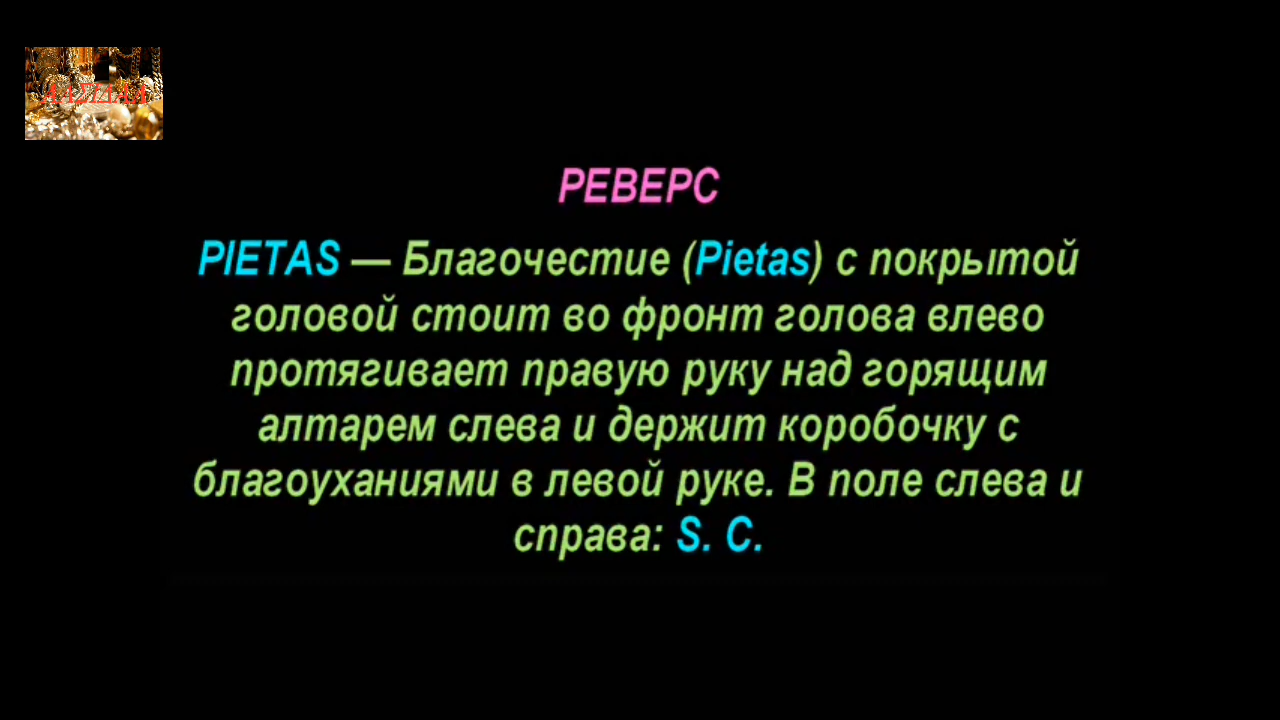 РЕВЕРС
PIETAS — Благочестие (Pietas) с покрытой
головой стоит во фронт голова влево
протягивает правую руку над горящим
алтарем слева и держит коробочку с
благоуханиями в левой руке. В поле слева и
справа: S. C.